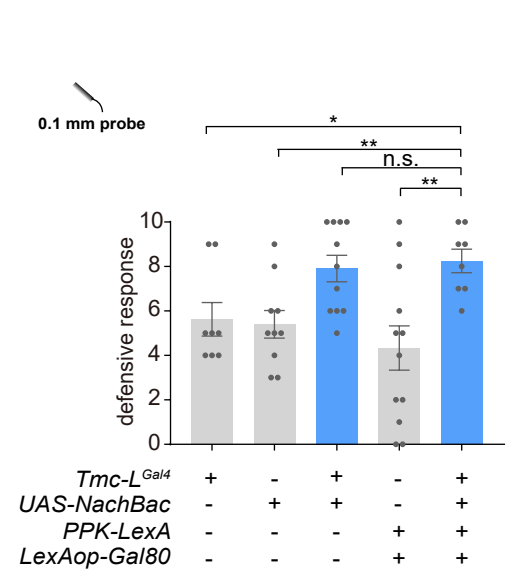 0.1 mm probe
*
**
n.s.
**
defensive response
10
8
6
4
2
0
Tmc-L^Gal4 + - + - +
UAS-NachBac - + + - +
PPK-LexA - - - + +
LexAop-Gal80 - - - + +